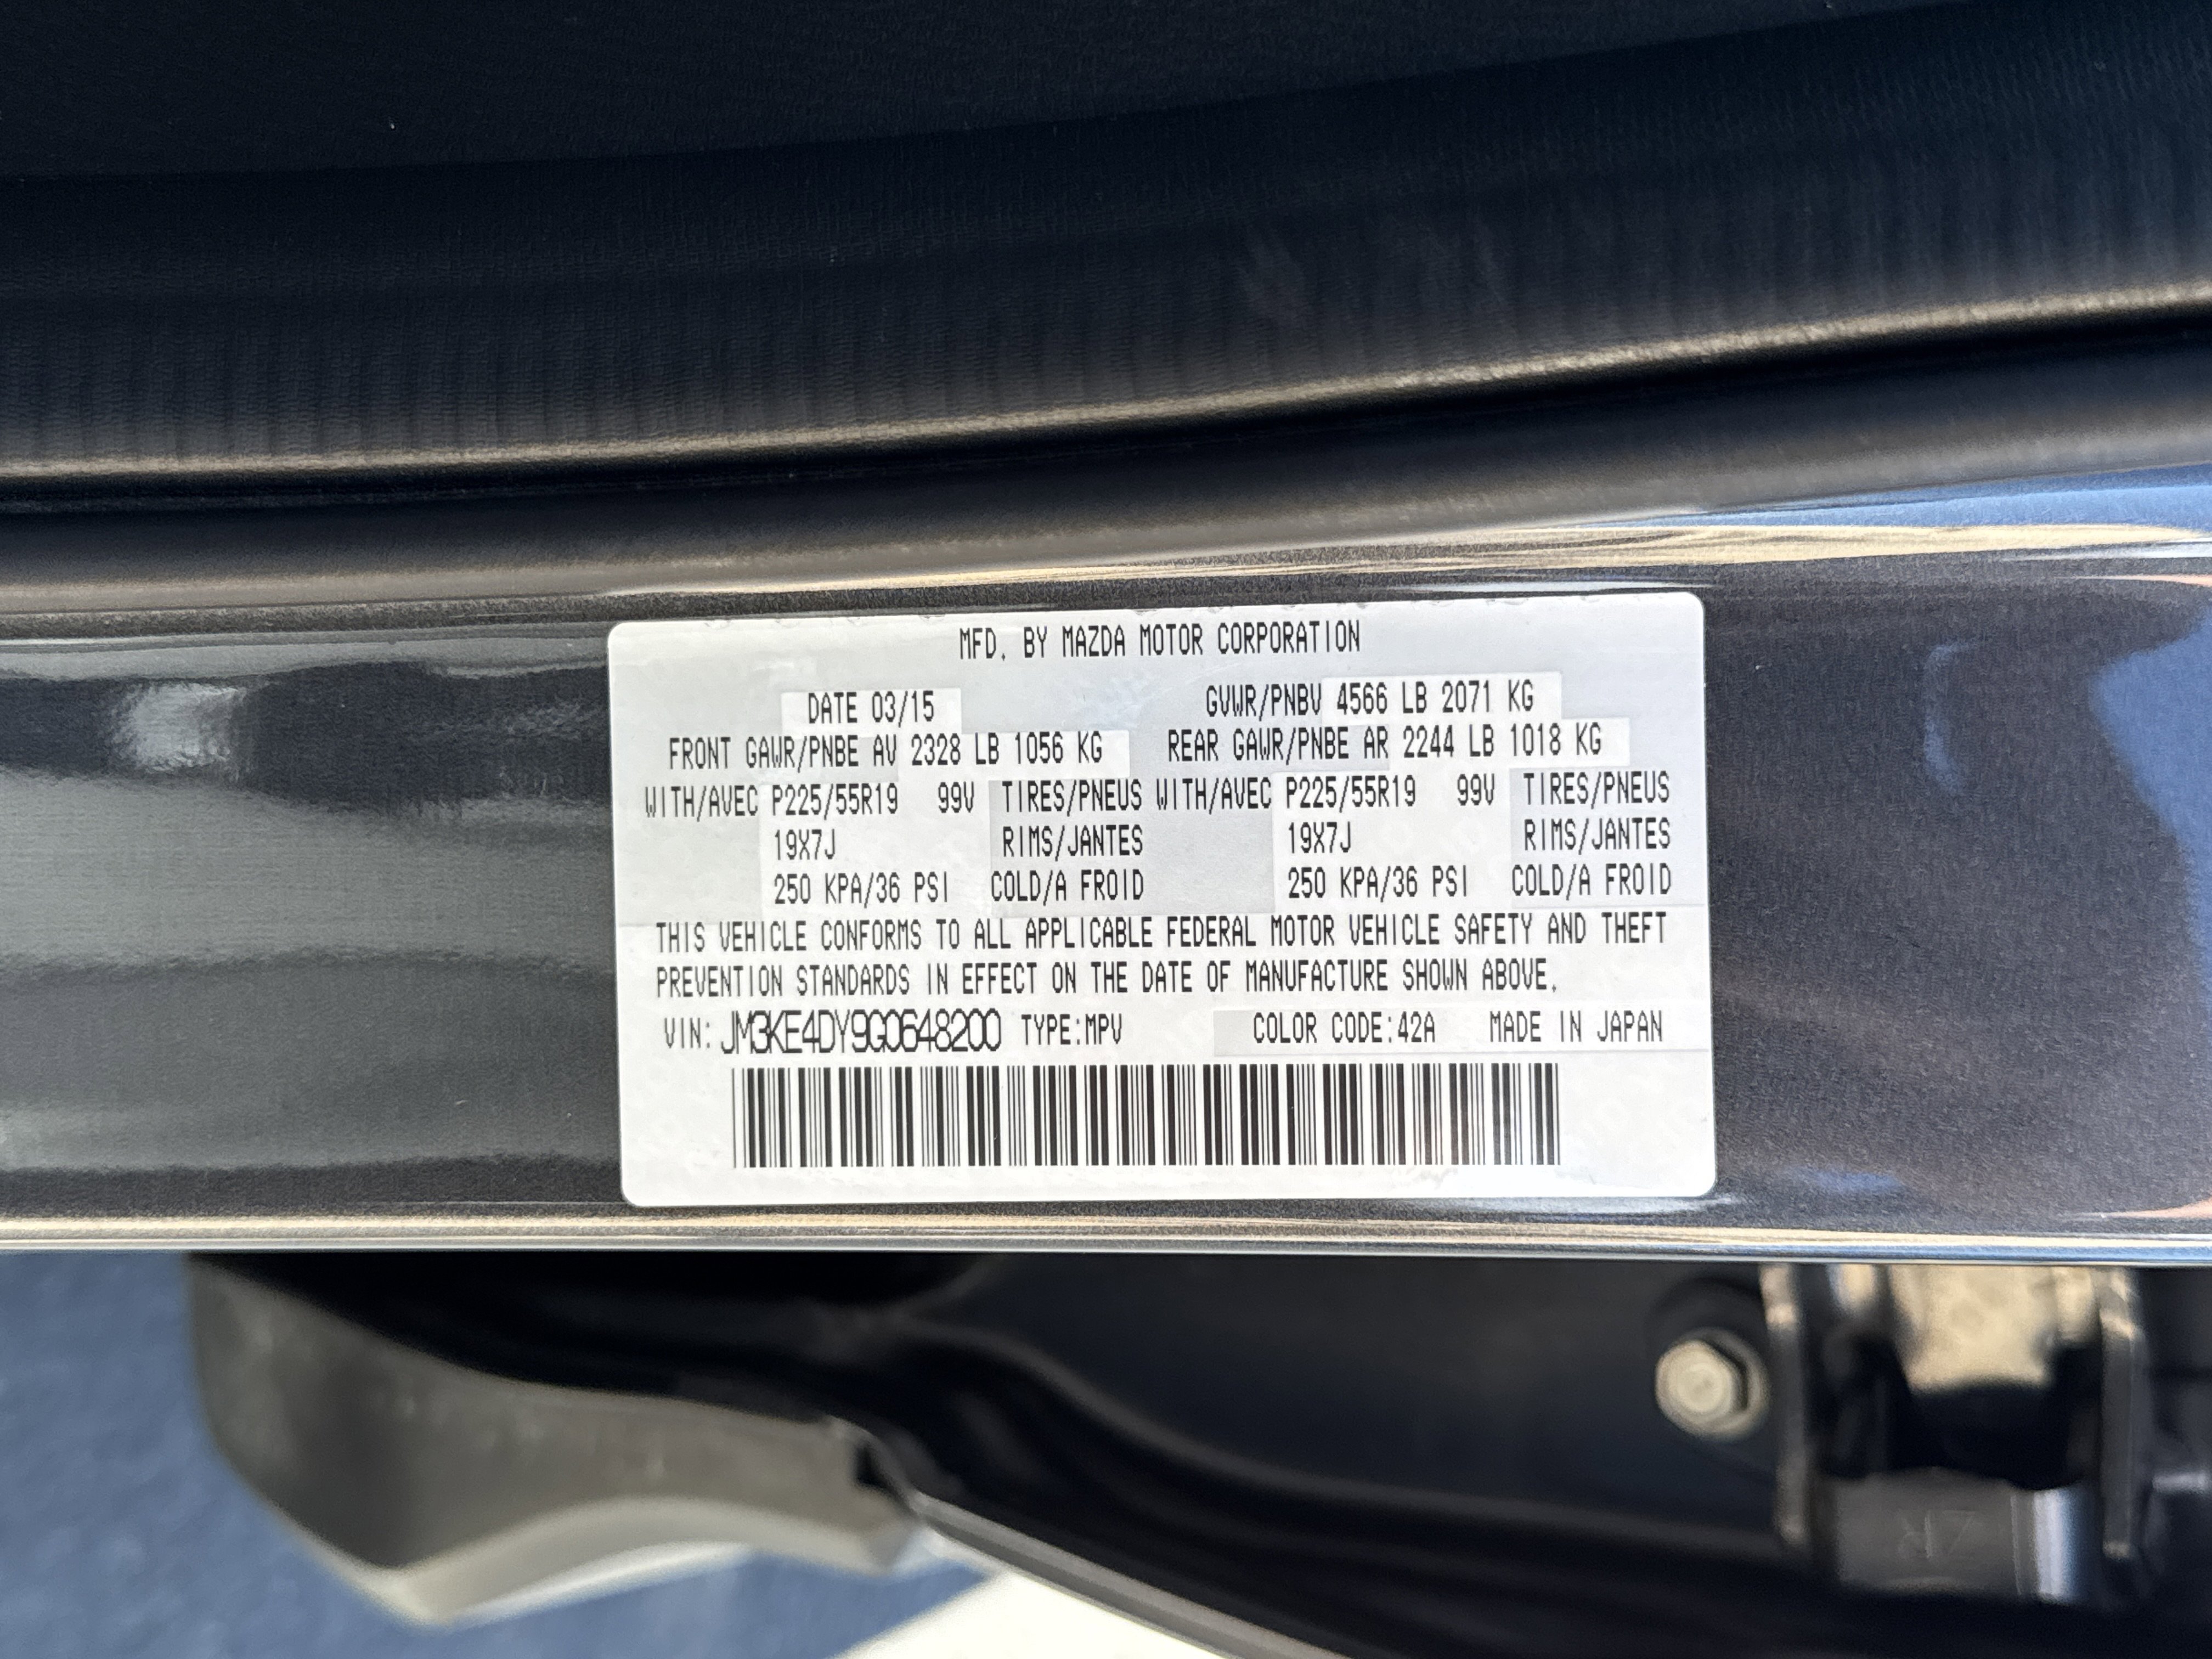 MFD. BY MAZDA MOTOR CORPORATION
DATE 03/15 GVWR/PNBV 4566 LB 2071 KG
FRONT GAWR/PNBE AV 2328 LB 1056 KG REAR GAWR/PNBE AR 2244 LB 1018 KG
WITH/AVEC P225/55R19 99V TIRES/PNEUS WITH/AVEC P225/55R19 99V TIRES/PNEUS
19X7J RIMS/JANTES 19X7J RIMS/JANTES
250 KPA/36 PSI COLD/A FROID 250 KPA/36 PSI COLD/A FROID
THIS VEHICLE CONFORMS TO ALL APPLICABLE FEDERAL MOTOR VEHICLE SAFETY AND THEFT
PREVENTION STANDARDS IN EFFECT ON THE DATE OF MANUFACTURE SHOWN ABOVE.
VIN: JM3KE4DY9G0648200 TYPE:MPV COLOR CODE:42A MADE IN JAPAN